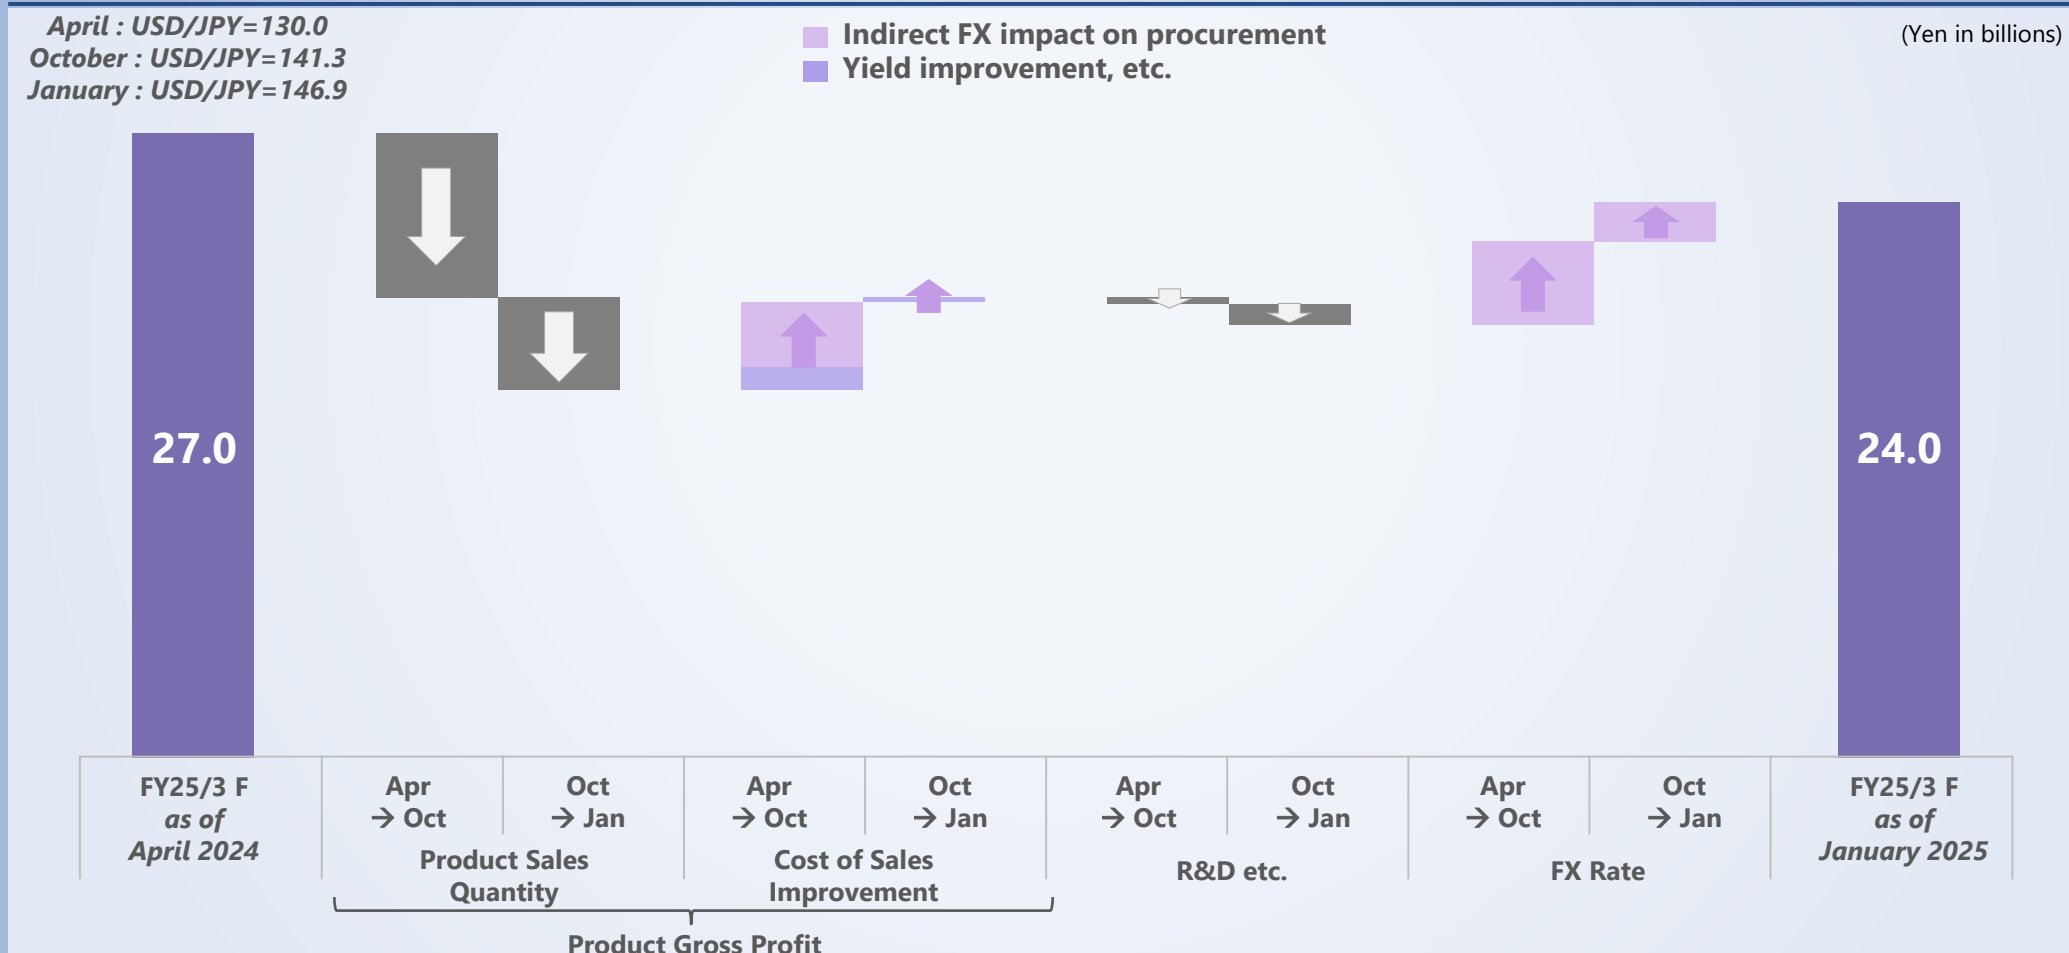 April : USD/JPY=130.0
October : USD/JPY=141.3
January : USD/JPY=146.9
Indirect FX impact on procurement
Yield improvement, etc.
(Yen in billions)
27.0
24.0
FY25/3 F
as of
April 2024
Apr
→ Oct
Oct
→ Jan
Product Sales
Quantity
Apr
→ Oct
Oct
→ Jan
Cost of Sales
Improvement
Product Gross Profit
Apr
→ Oct
Oct
→ Jan
R&D etc.
Apr
→ Oct
Oct
→ Jan
FX Rate
FY25/3 F
as of
January 2025